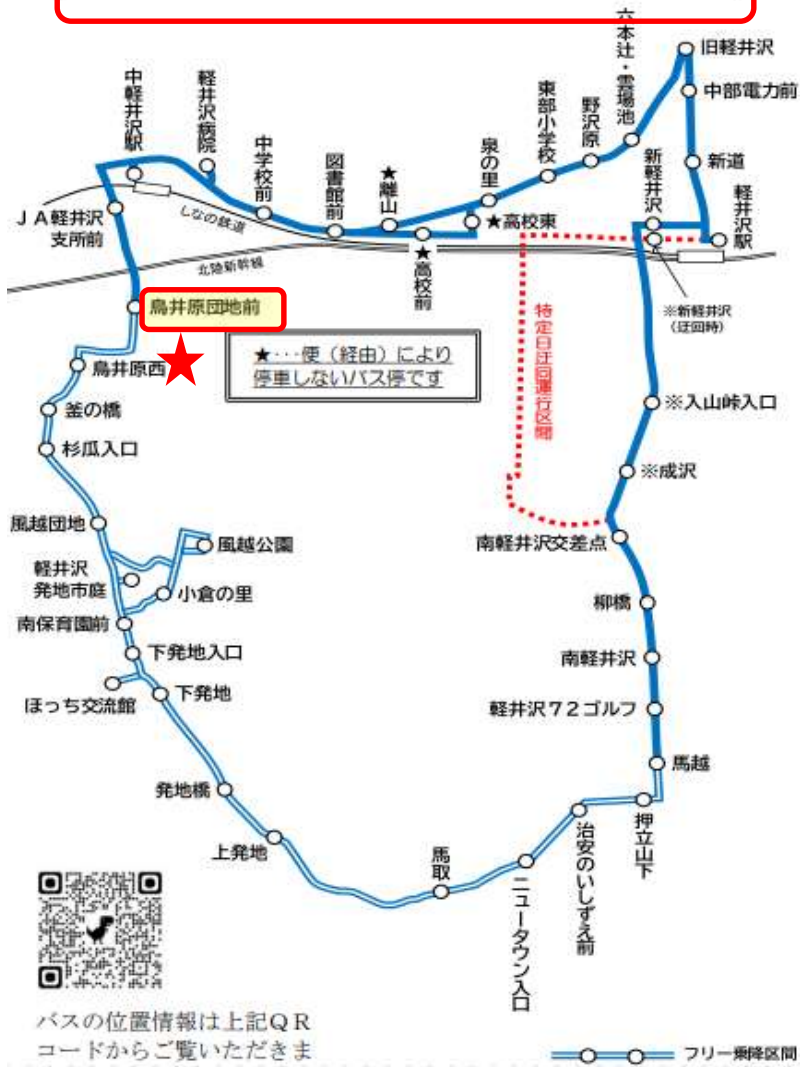 六本辻・雲場池
旧軽井沢
中部電力前
新道
軽井沢駅
新軽井沢
野沢原
東部小学校
泉の里
★高校東
★離山
★高校前
図書館前
中学校前
軽井沢病院
中軽井沢駅
しなの鉄道
北陸新幹線
JA軽井沢
支所前
鳥井原団地前
★
鳥井原西
釜の橋
杉瓜入口
風越団地
風越公園
軽井沢
発地市庭
小倉の里
南保育園前
下発地入口
下発地
ほっち交流館
発地橋
上発地
馬取
ニュータウン入口
治安のいしずえ前
押立山下
馬越
軽井沢72ゴルフ
南軽井沢
柳橋
南軽井沢交差点
※成沢
※入山峠入口
※新軽井沢
(迂回時)
特定日迂回運行区間
★・・・便(経由)により
停車しないバス停です
バスの位置情報は上記QR
コードからご覧いただきま
フリー乗降区間